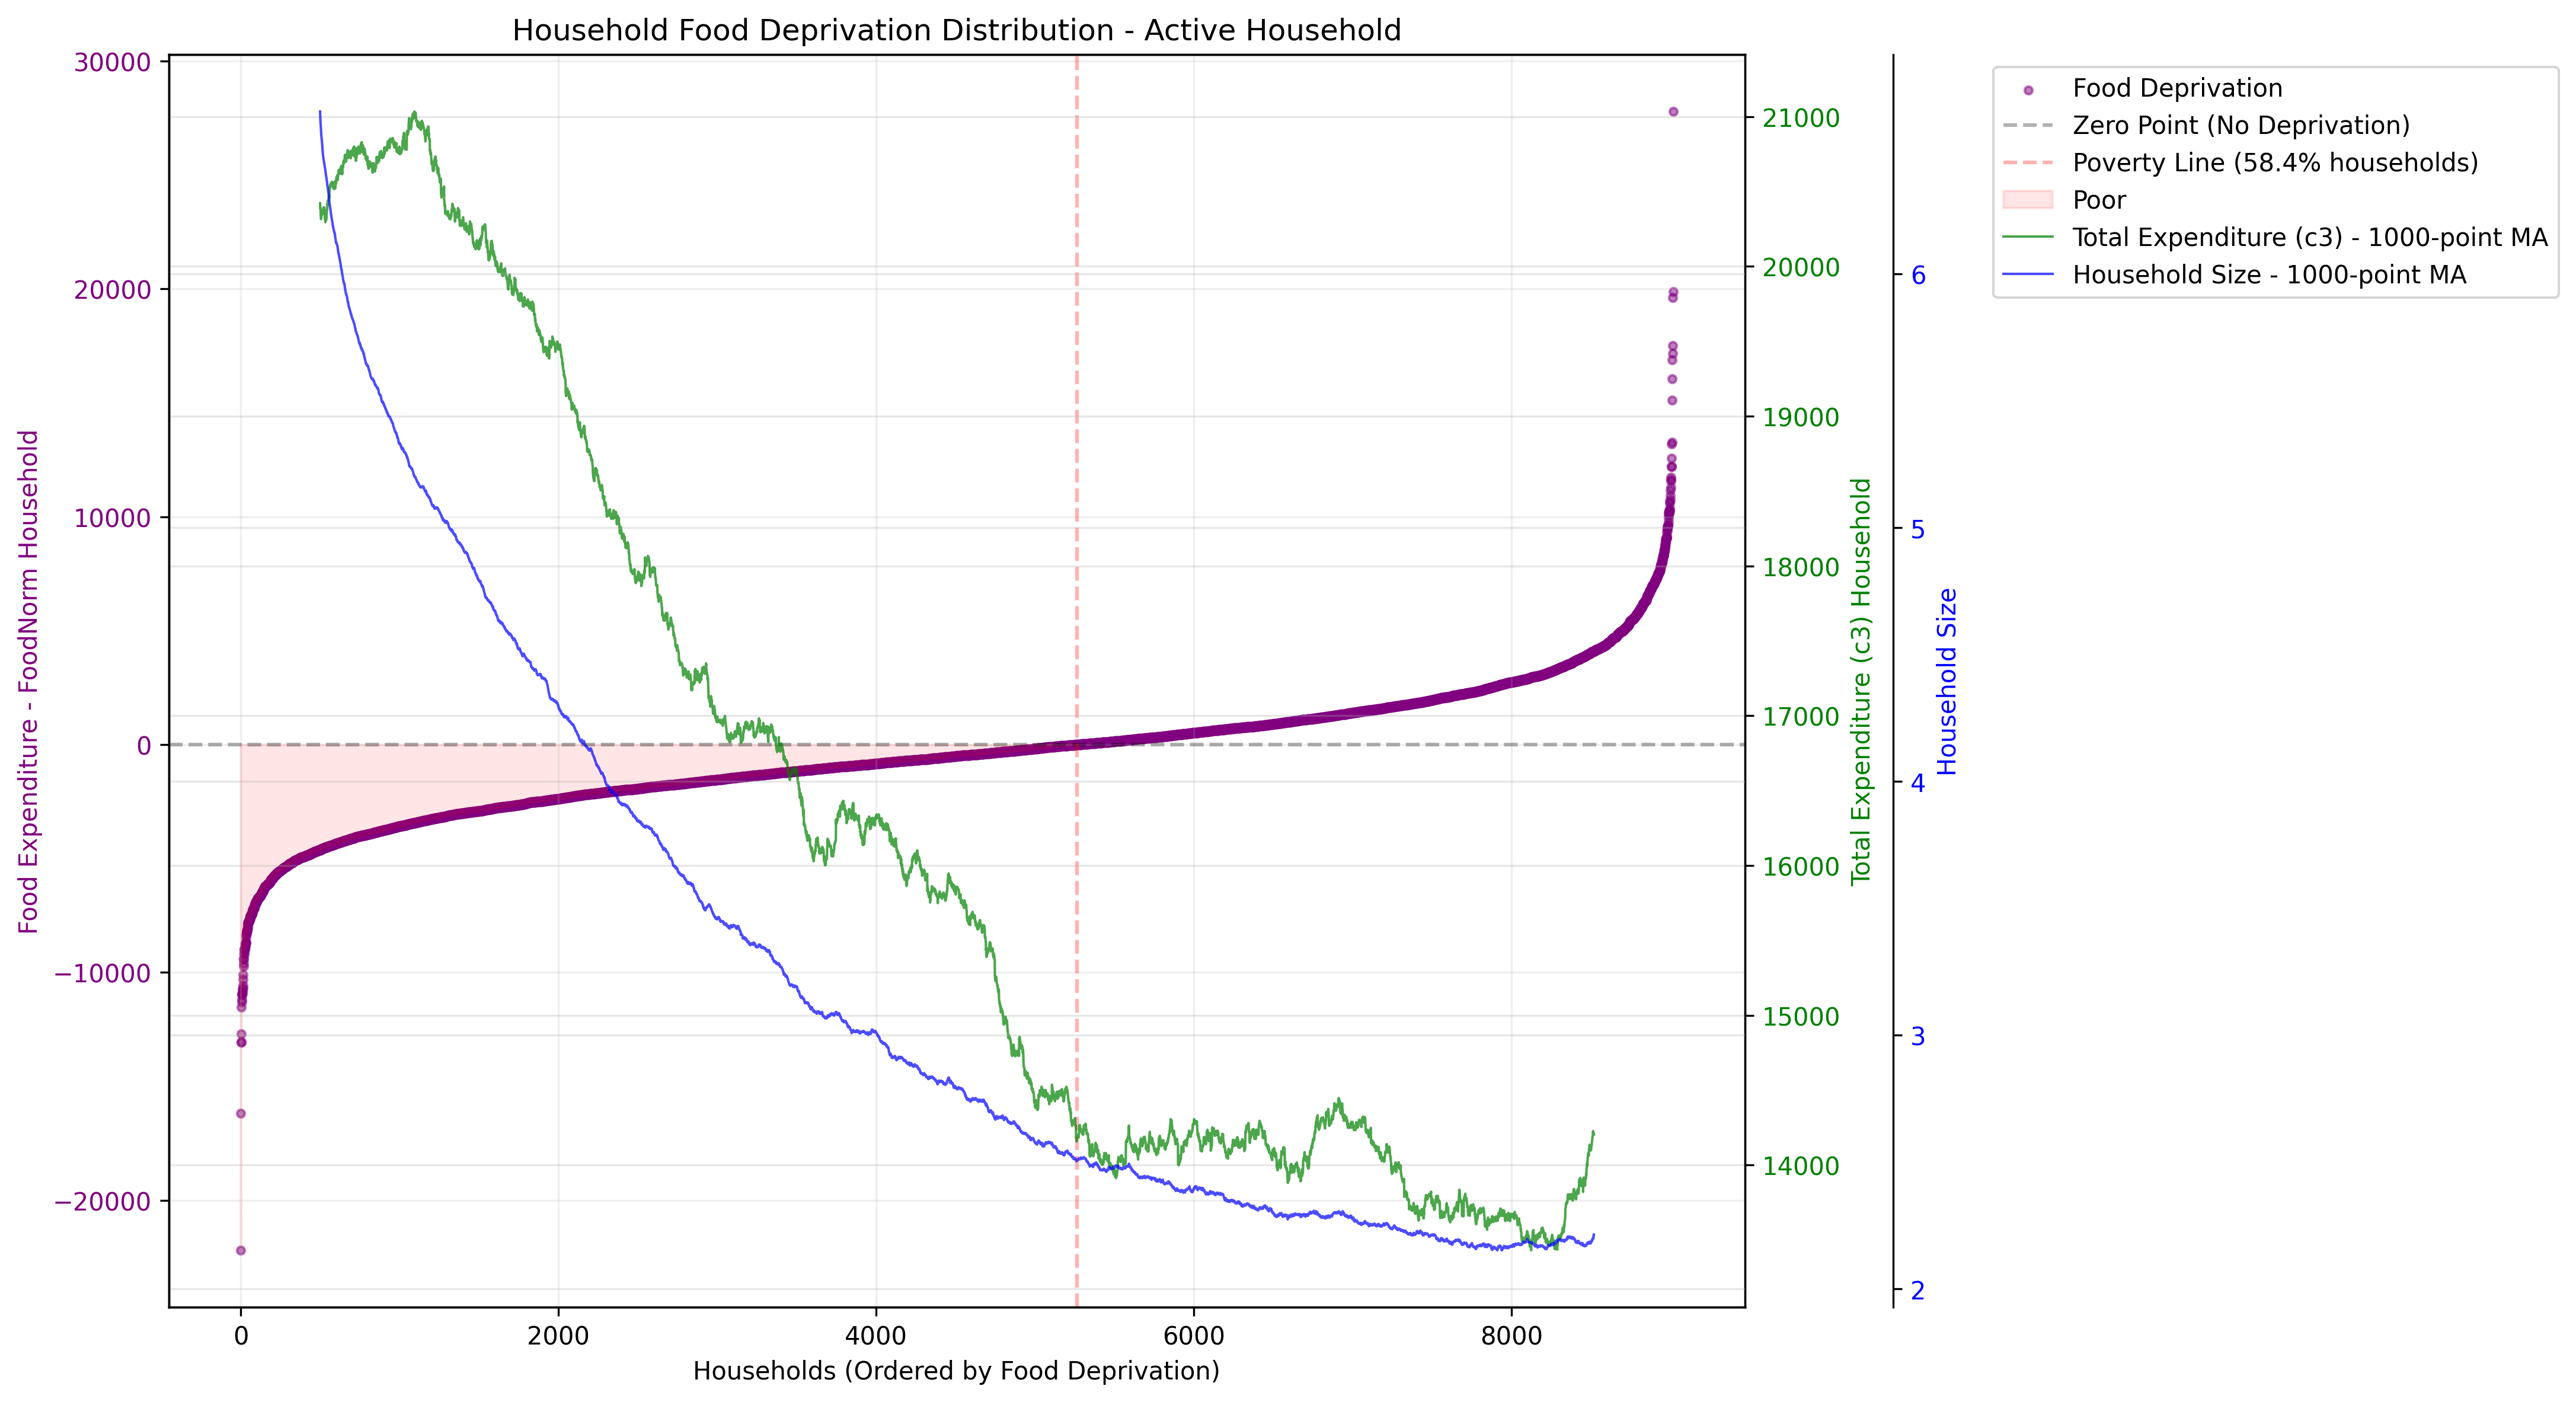 Household Food Deprivation Distribution - Active Household
Food Expenditure - FoodNorm Household
30000
20000
10000
0
−10000
−20000
0
2000
4000
6000
8000
Households (Ordered by Food Deprivation)
21000
20000
19000
18000
17000
16000
15000
14000
Total Expenditure (c3) Household
6
5
4
3
2
Household Size
Food Deprivation
Zero Point (No Deprivation)
Poverty Line (58.4% households)
Poor
Total Expenditure (c3) - 1000-point MA
Household Size - 1000-point MA